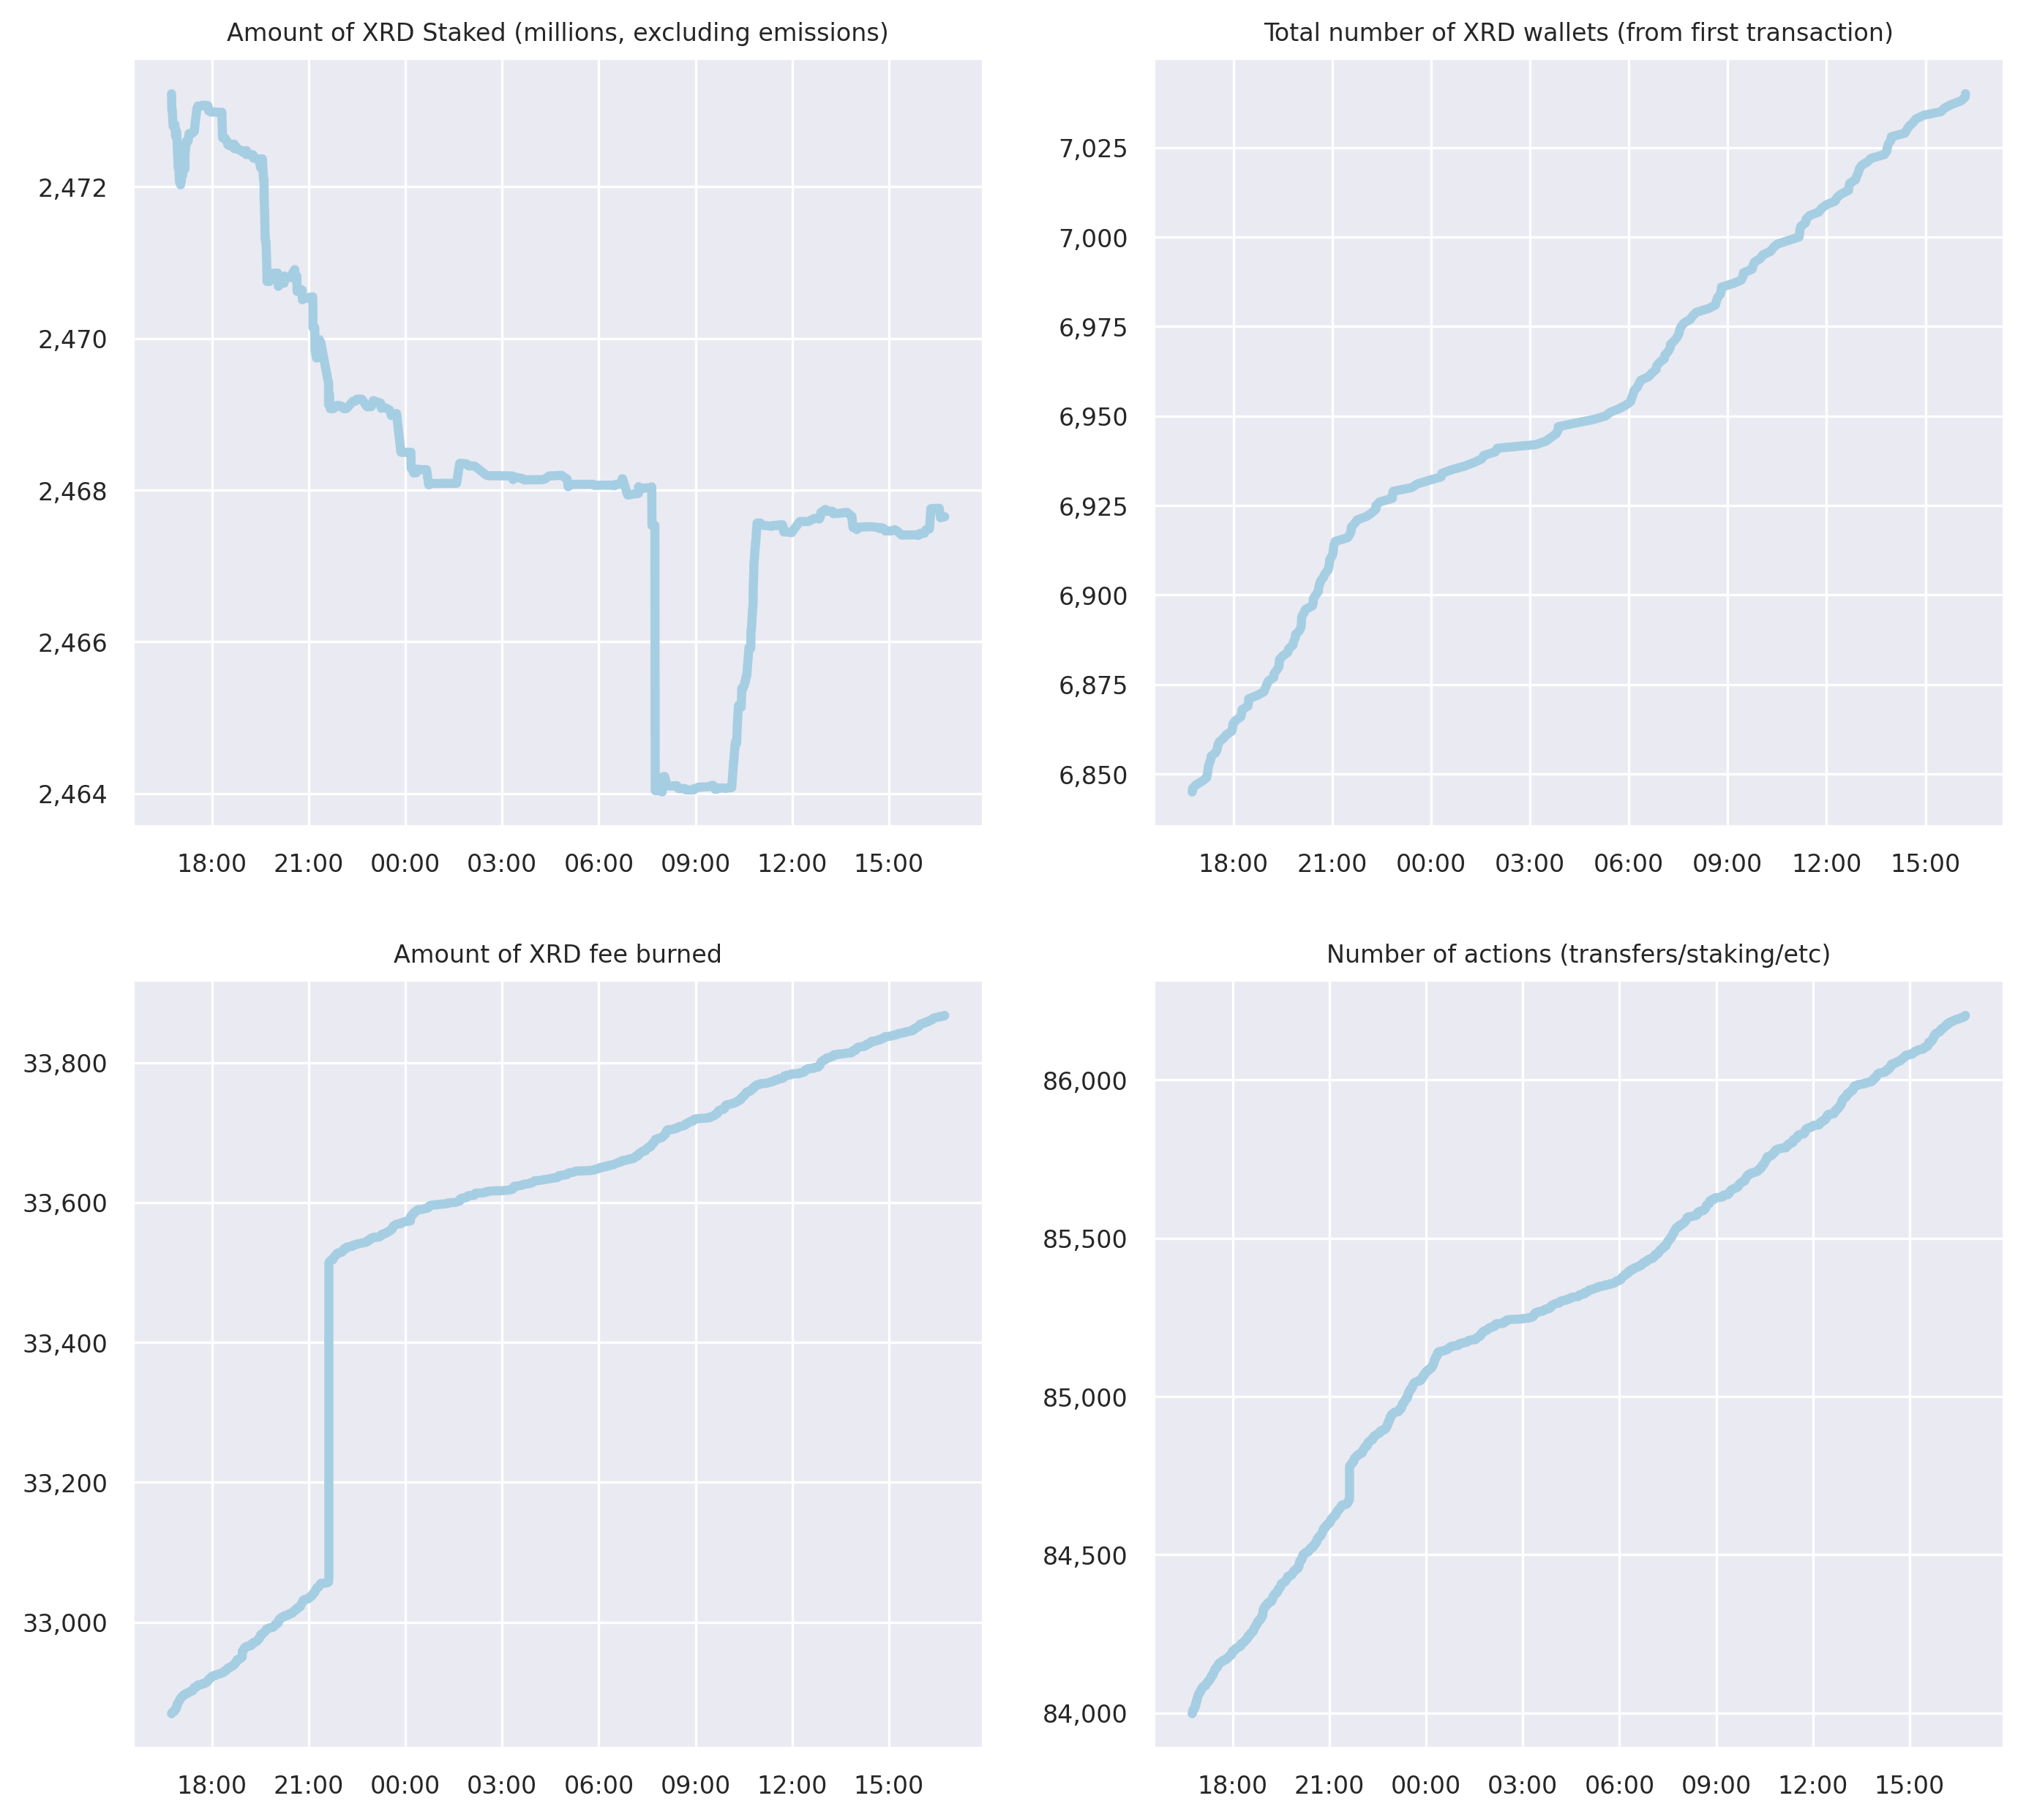 Amount of XRD Staked (millions, excluding emissions)
2,472
2,470
2,468
2,466
2,464
18:00 21:00 00:00 03:00 06:00 09:00 12:00 15:00
Total number of XRD wallets (from first transaction)
7,025
7,000
6,975
6,950
6,925
6,900
6,875
6,850
18:00 21:00 00:00 03:00 06:00 09:00 12:00 15:00
Amount of XRD fee burned
33,800
33,600
33,400
33,200
33,000
18:00 21:00 00:00 03:00 06:00 09:00 12:00 15:00
Number of actions (transfers/staking/etc)
86,000
85,500
85,000
84,500
84,000
18:00 21:00 00:00 03:00 06:00 09:00 12:00 15:00